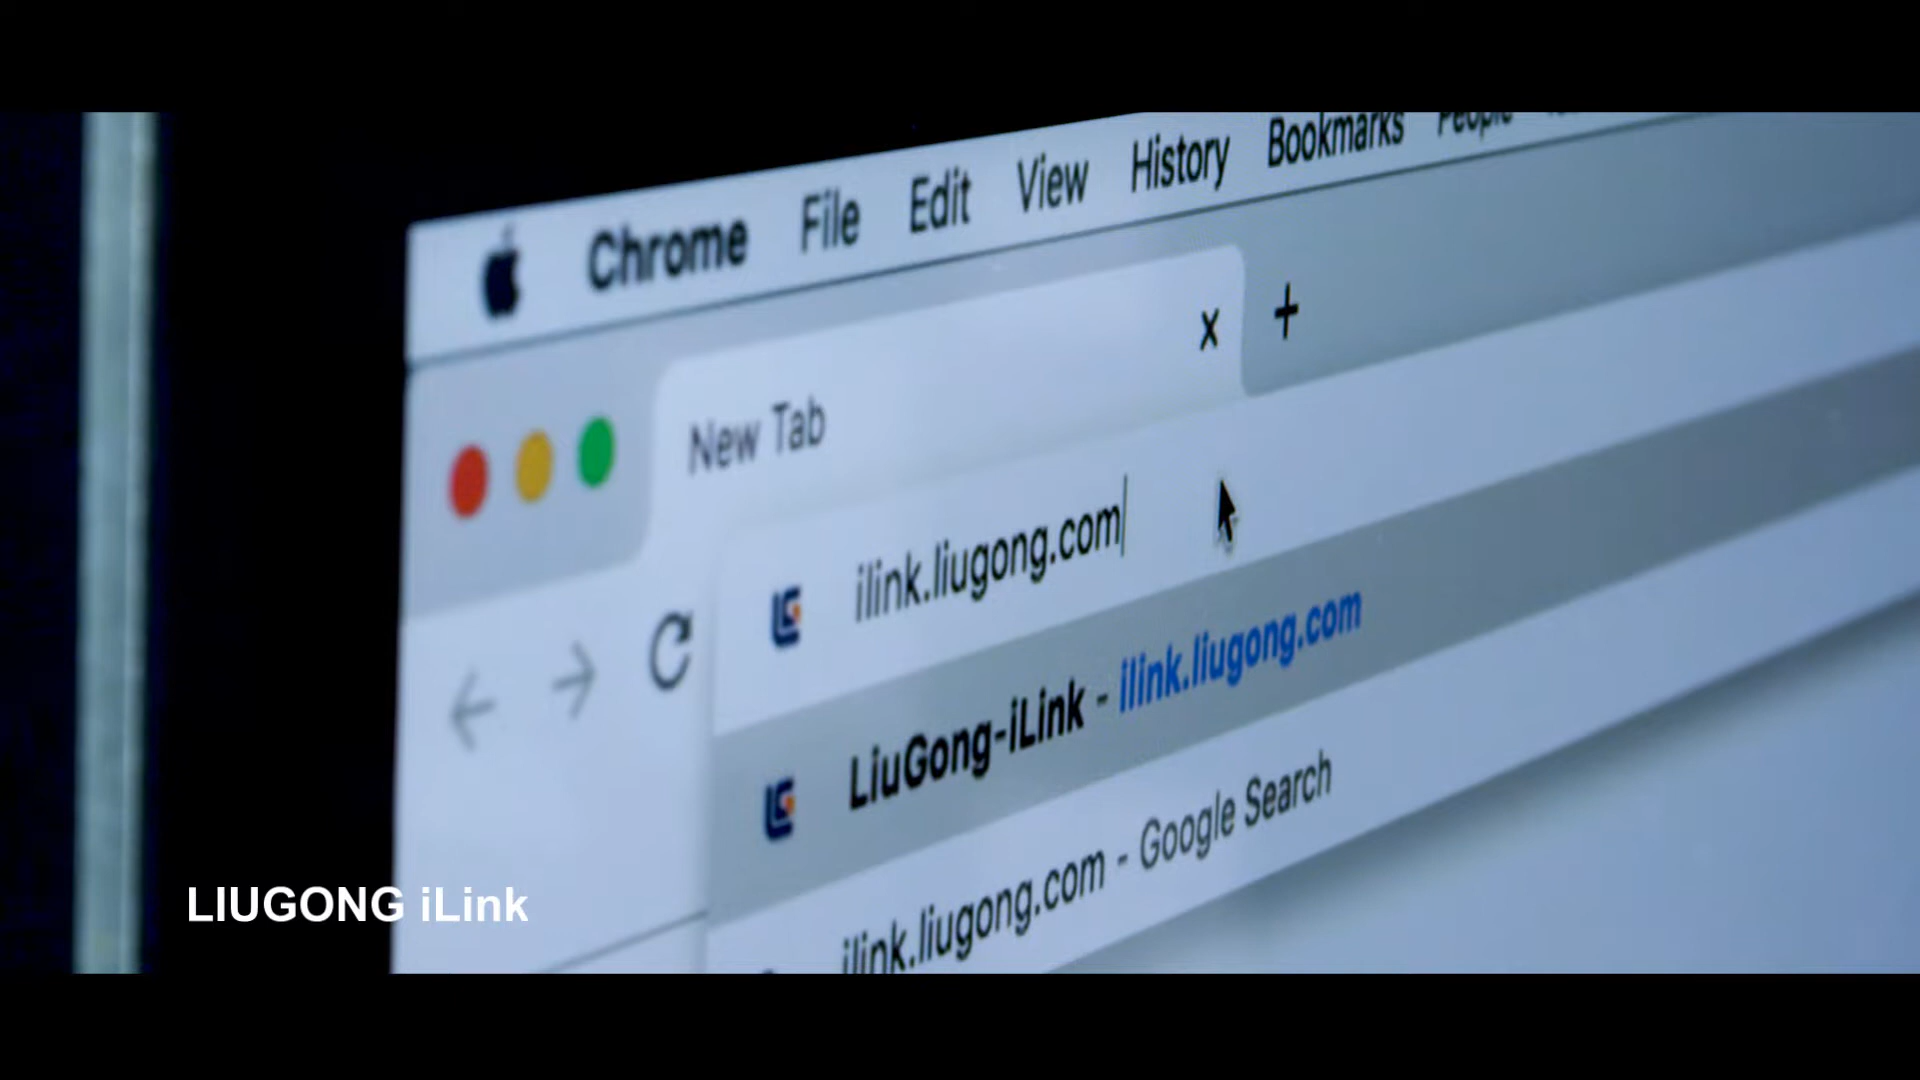 Chrome File Edit View History Bookmarks People
× +
New Tab
ilink.liugong.com
LiuGong-iLink - ilink.liugong.com
ilink.liugong.com - Google Search
LIUGONG iLink